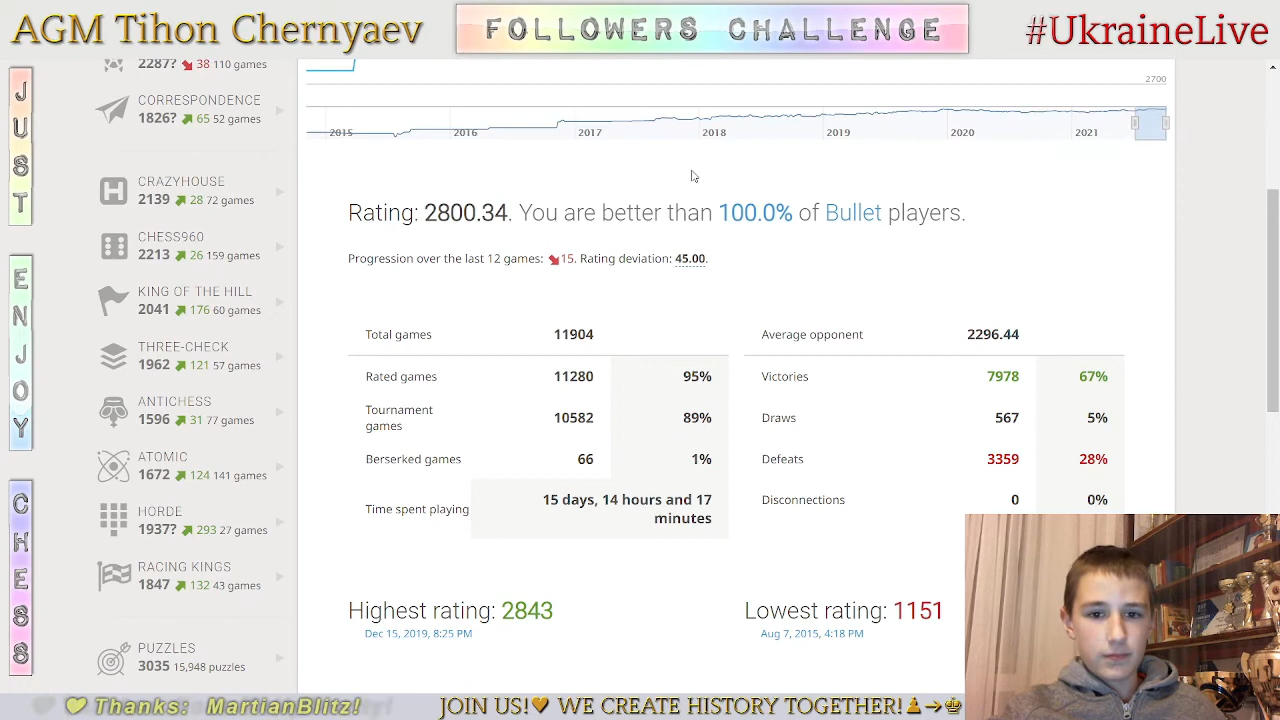 AGM Tihon Chernyaev
FOLLOWERS CHALLENGE
#UkraineLive
JUST
ENJOY
CHESS
2287? 38 110 games
CORRESPONDENCE
1826? 65 52 games
CRAZYHOUSE
2139 28 72 games
CHESS960
2213 26 159 games
KING OF THE HILL
2041 176 60 games
THREE-CHECK
1962 121 57 games
ANTICHESS
1596 31 77 games
ATOMIC
1672 124 141 games
HORDE
1937? 293 27 games
RACING KINGS
1847 132 43 games
PUZZLES
3035 15,948 puzzles
2700
2015 2016 2017 2018 2019 2020 2021
Rating: 2800.34. You are better than 100.0% of Bullet players.
Progression over the last 12 games: 15. Rating deviation: 45.00.
Total games 11904
Rated games 11280 95%
Tournament games 10582 89%
Berserked games 66 1%
Time spent playing 15 days, 14 hours and 17 minutes
Average opponent 2296.44
Victories 7978 67%
Draws 567 5%
Defeats 3359 28%
Disconnections 0 0%
Highest rating: 2843
Dec 15, 2019, 8:25 PM
Lowest rating: 1151
Aug 7, 2015, 4:18 PM
Thanks: MartianBlitz!
JOIN US! WE CREATE HISTORY TOGETHER!